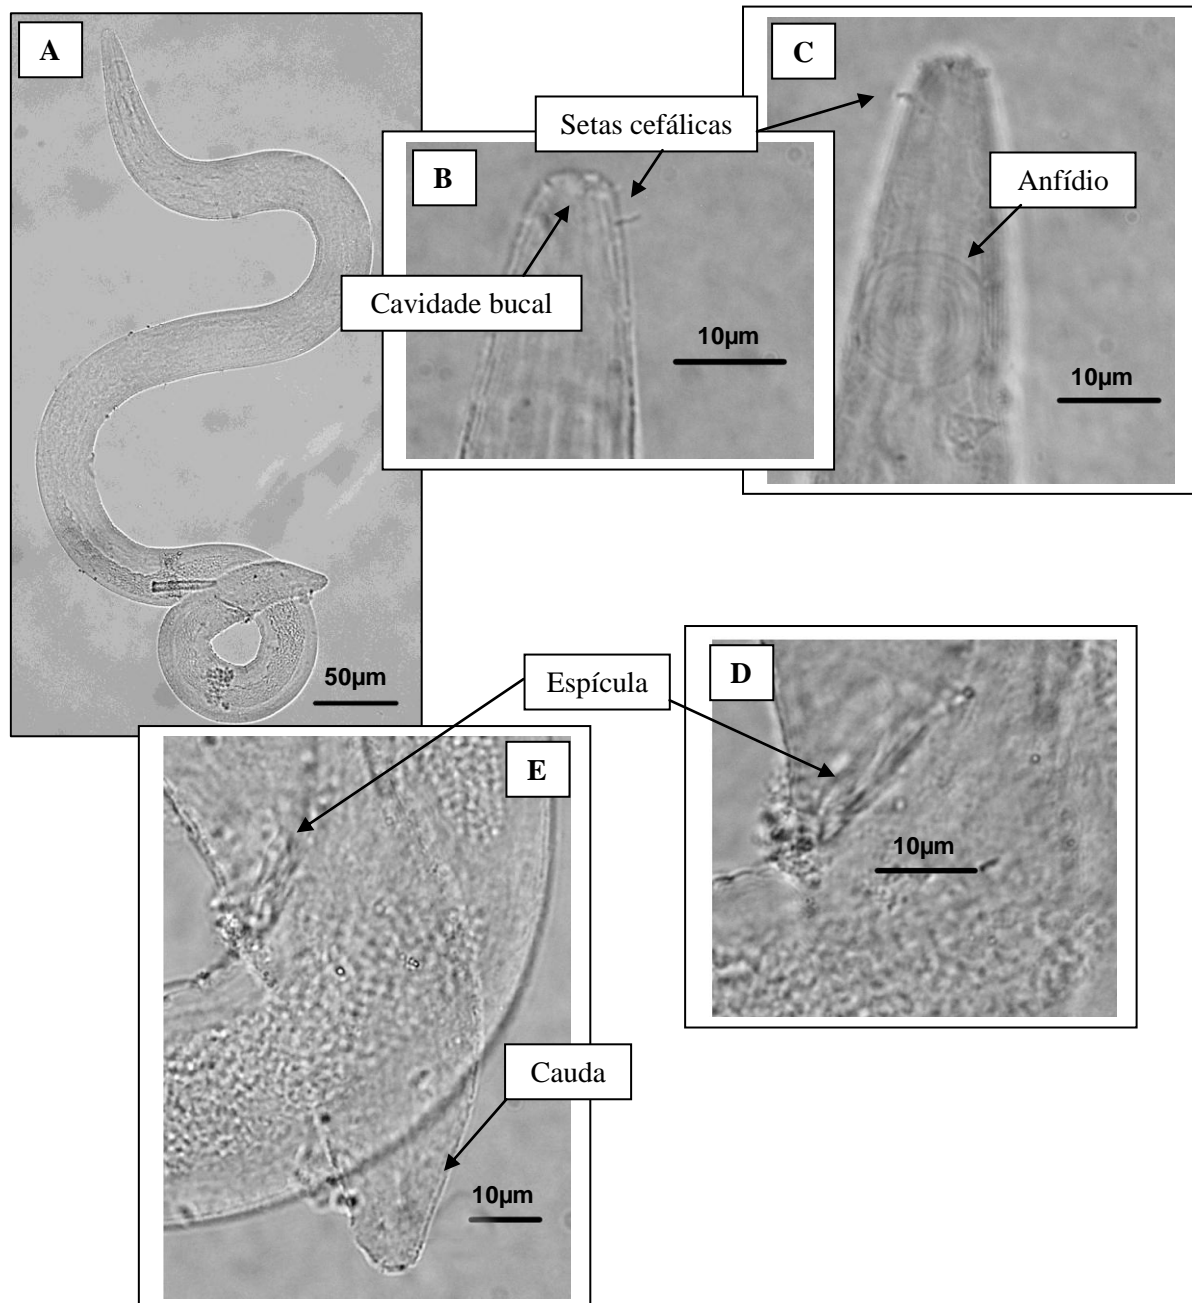 A
C
Setas cefálicas
B
Anfídio
Cavidade bucal
10µm
10µm
50µm
Espícula
D
E
10µm
Cauda
10µm